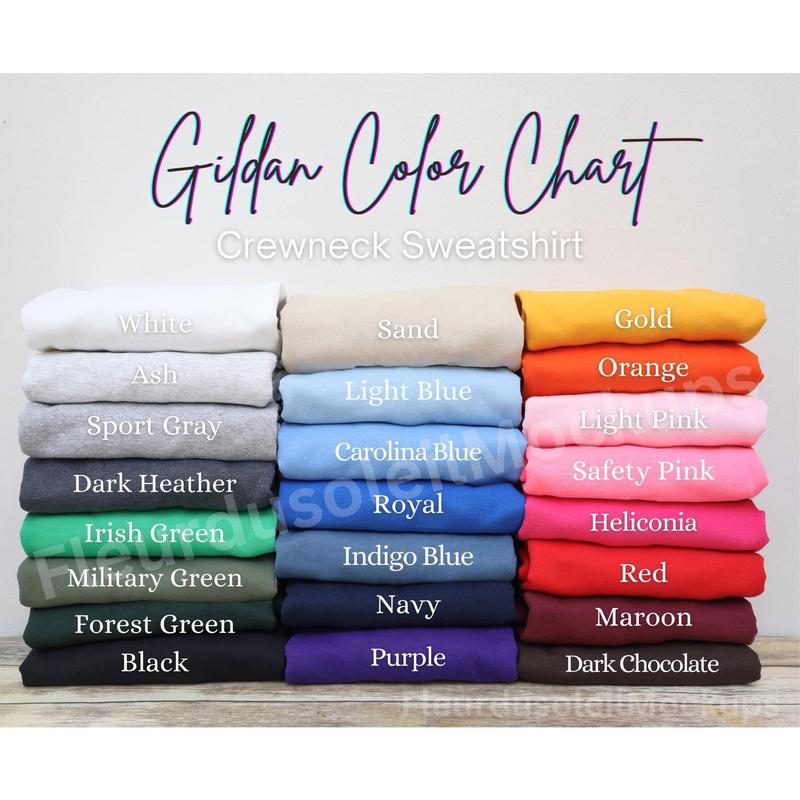 Gildan Color Chart
Crewneck Sweatshirt
White
Ash
Sport Gray
Dark Heather
Irish Green
Military Green
Forest Green
Black
Sand
Light Blue
Carolina Blue
Royal
Indigo Blue
Navy
Purple
Gold
Orange
Light Pink
Safety Pink
Heliconia
Red
Maroon
Dark Chocolate
FleurdusoleilMockups
FleurdusoleilMockups